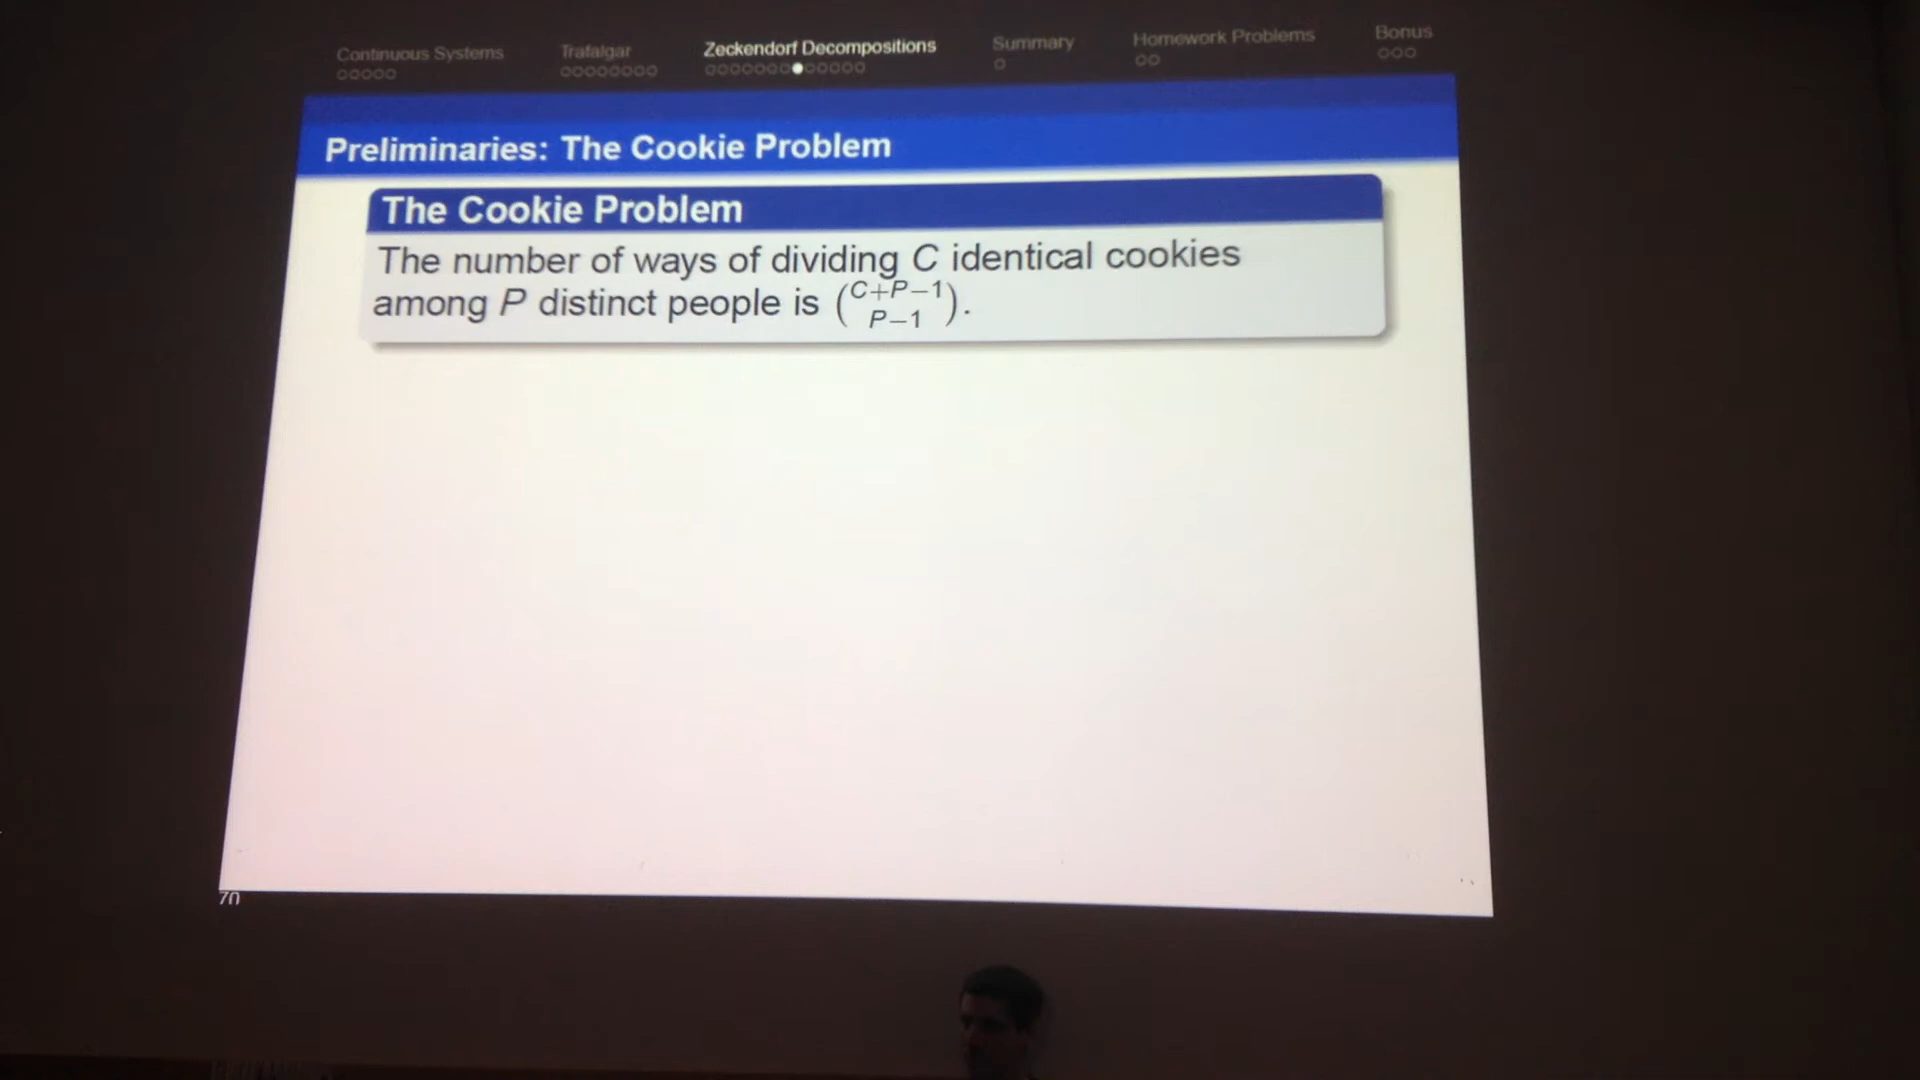 Continuous Systems Trafalgar Zeckendorf Decompositions Summary Homework Problems Bonus
Preliminaries: The Cookie Problem
The Cookie Problem
The number of ways of dividing C identical cookies
among P distinct people is (C+P−1 P−1).
70